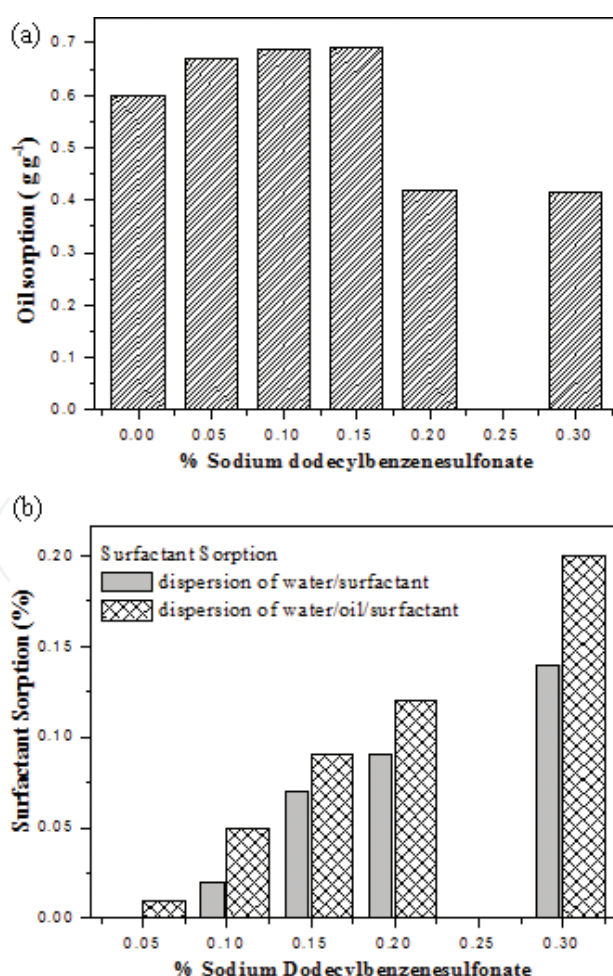 (a)
0.7
0.6
0.5
0.4
0.3
0.2
0.1
0.0
Oil sorption ( g g-1)
0.00 0.05 0.10 0.15 0.20 0.25 0.30
% Sodium dodecylbenzenesulfonate
(b)
0.20
0.15
0.10
0.05
0.00
Surfactant Sorption (%)
Surfactant Sorption
dispersion of water/surfactant
dispersion of water/oil/surfactant
0.05 0.10 0.15 0.20 0.25 0.30
% Sodium Dodecylbenzenesulfonate